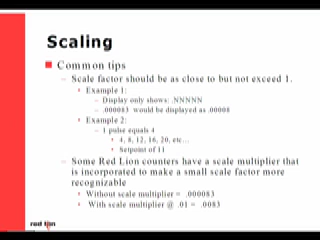 Scaling
Common tips
– Scale factor should be as close to but not exceed 1.
Example 1:
– Display only shows: .NNNNN
– .000083 would be displayed as .00008
Example 2:
– 1 pulse equals 4
4, 8, 12, 16, 20, etc...
Setpoint of 11
– Some Red Lion counters have a scale multiplier that
is incorporated to make a small scale factor more
recognizable
Without scale multiplier = .000083
With scale multiplier @ .01 = .0083
red lion